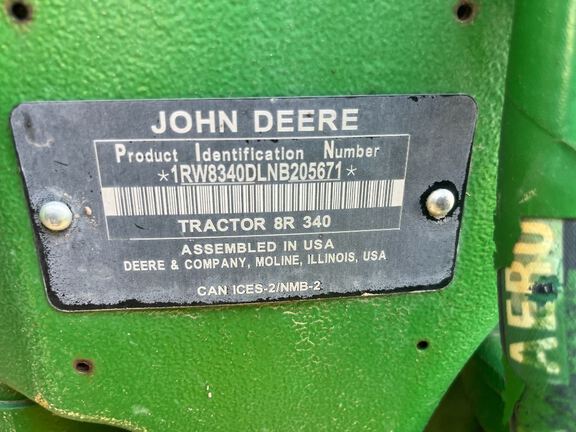 JOHN DEERE
Product Identification Number
*1RW8340DLNB205671*
TRACTOR 8R 340
ASSEMBLED IN USA
DEERE & COMPANY, MOLINE, ILLINOIS, USA
CAN ICES-2/NMB-2